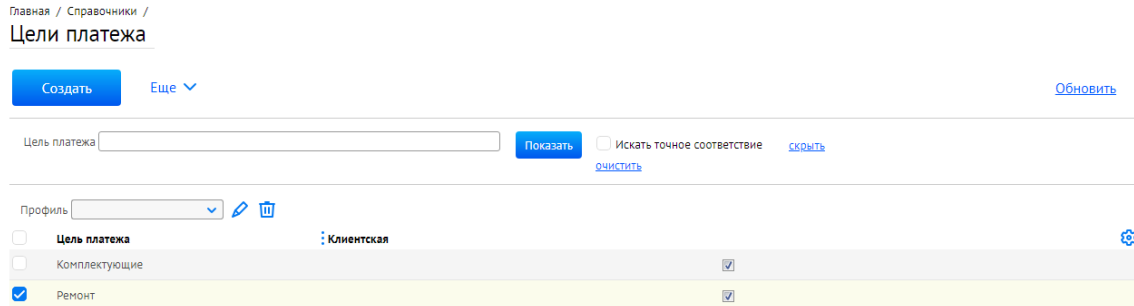 Главная / Справочники /
Цели платежа
Создать Еще Обновить
Цель платежа Показать Искать точное соответствие скрыть
очистить
Профиль
Цель платежа Клиентская
Комплектующие
Ремонт